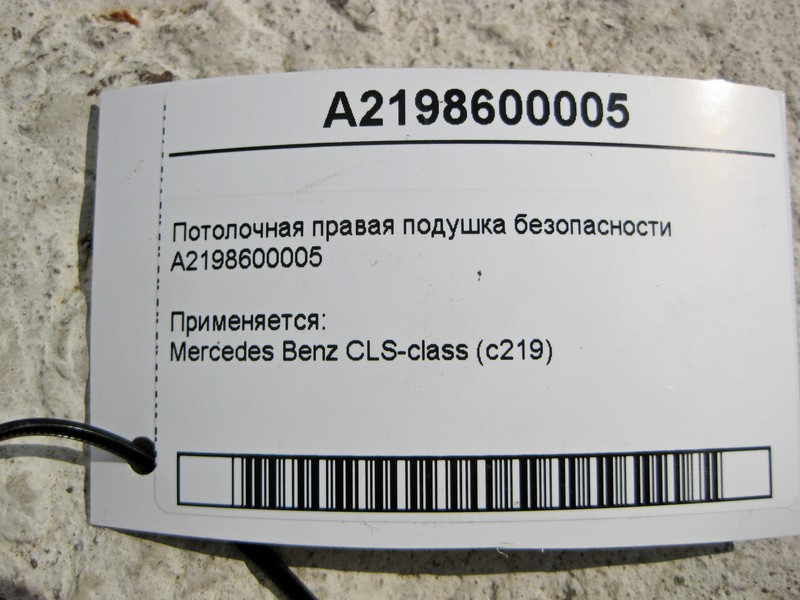 A2198600005
Потолочная правая подушка безопасности
A2198600005
Применяется:
Mercedes Benz CLS-class (c219)